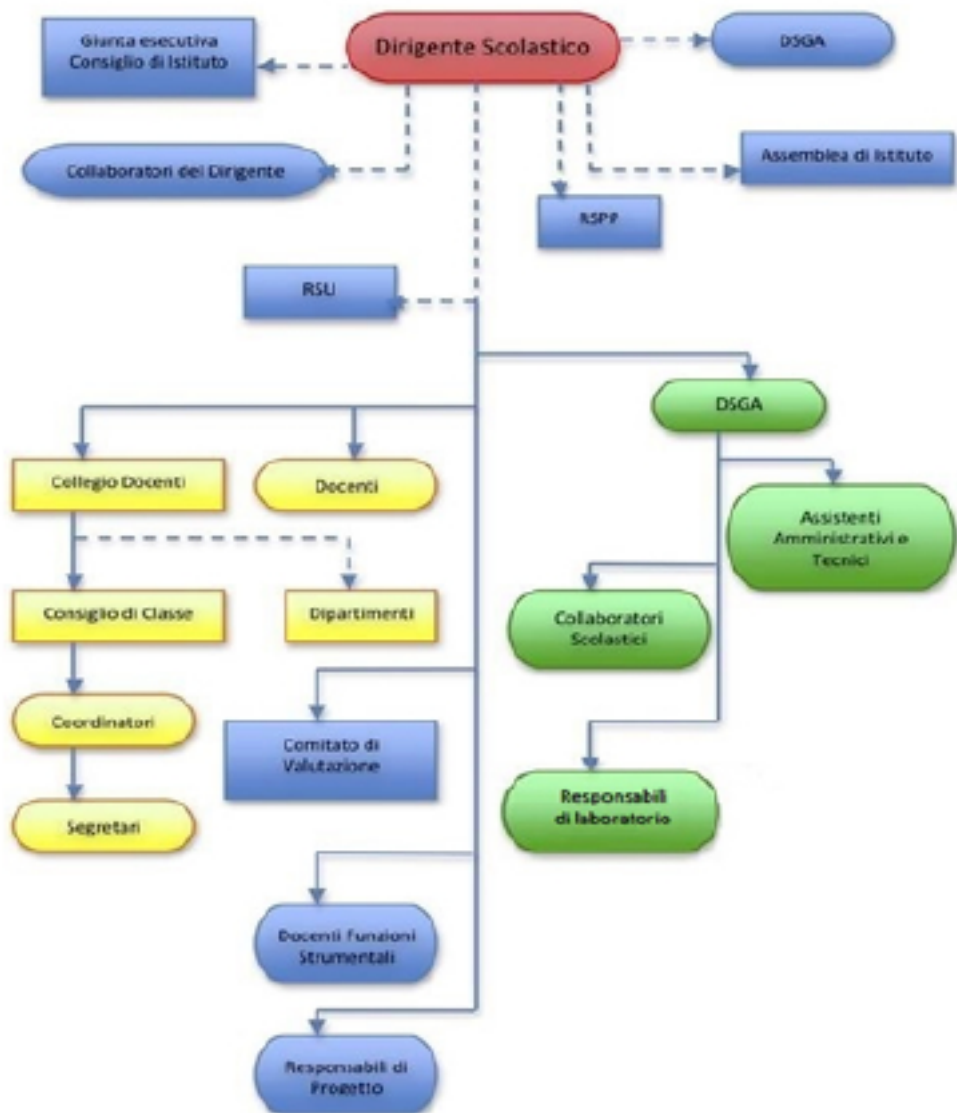 Giunta esecutiva
Consiglio di Istituto
Dirigente Scolastico
DSGA
Collaboratori del Dirigente
Assemblea di Istituto
RSPP
RSU
DSGA
Collegio Docenti
Docenti
Assistenti
Amministrativi e
Tecnici
Consiglio di Classe
Dipartimenti
Collaboratori
Scolastici
Coordinatori
Comitato di
Valutazione
Responsabili
di laboratorio
Segretari
Docenti Funzioni
Strumentali
Responsabili di
Progetto